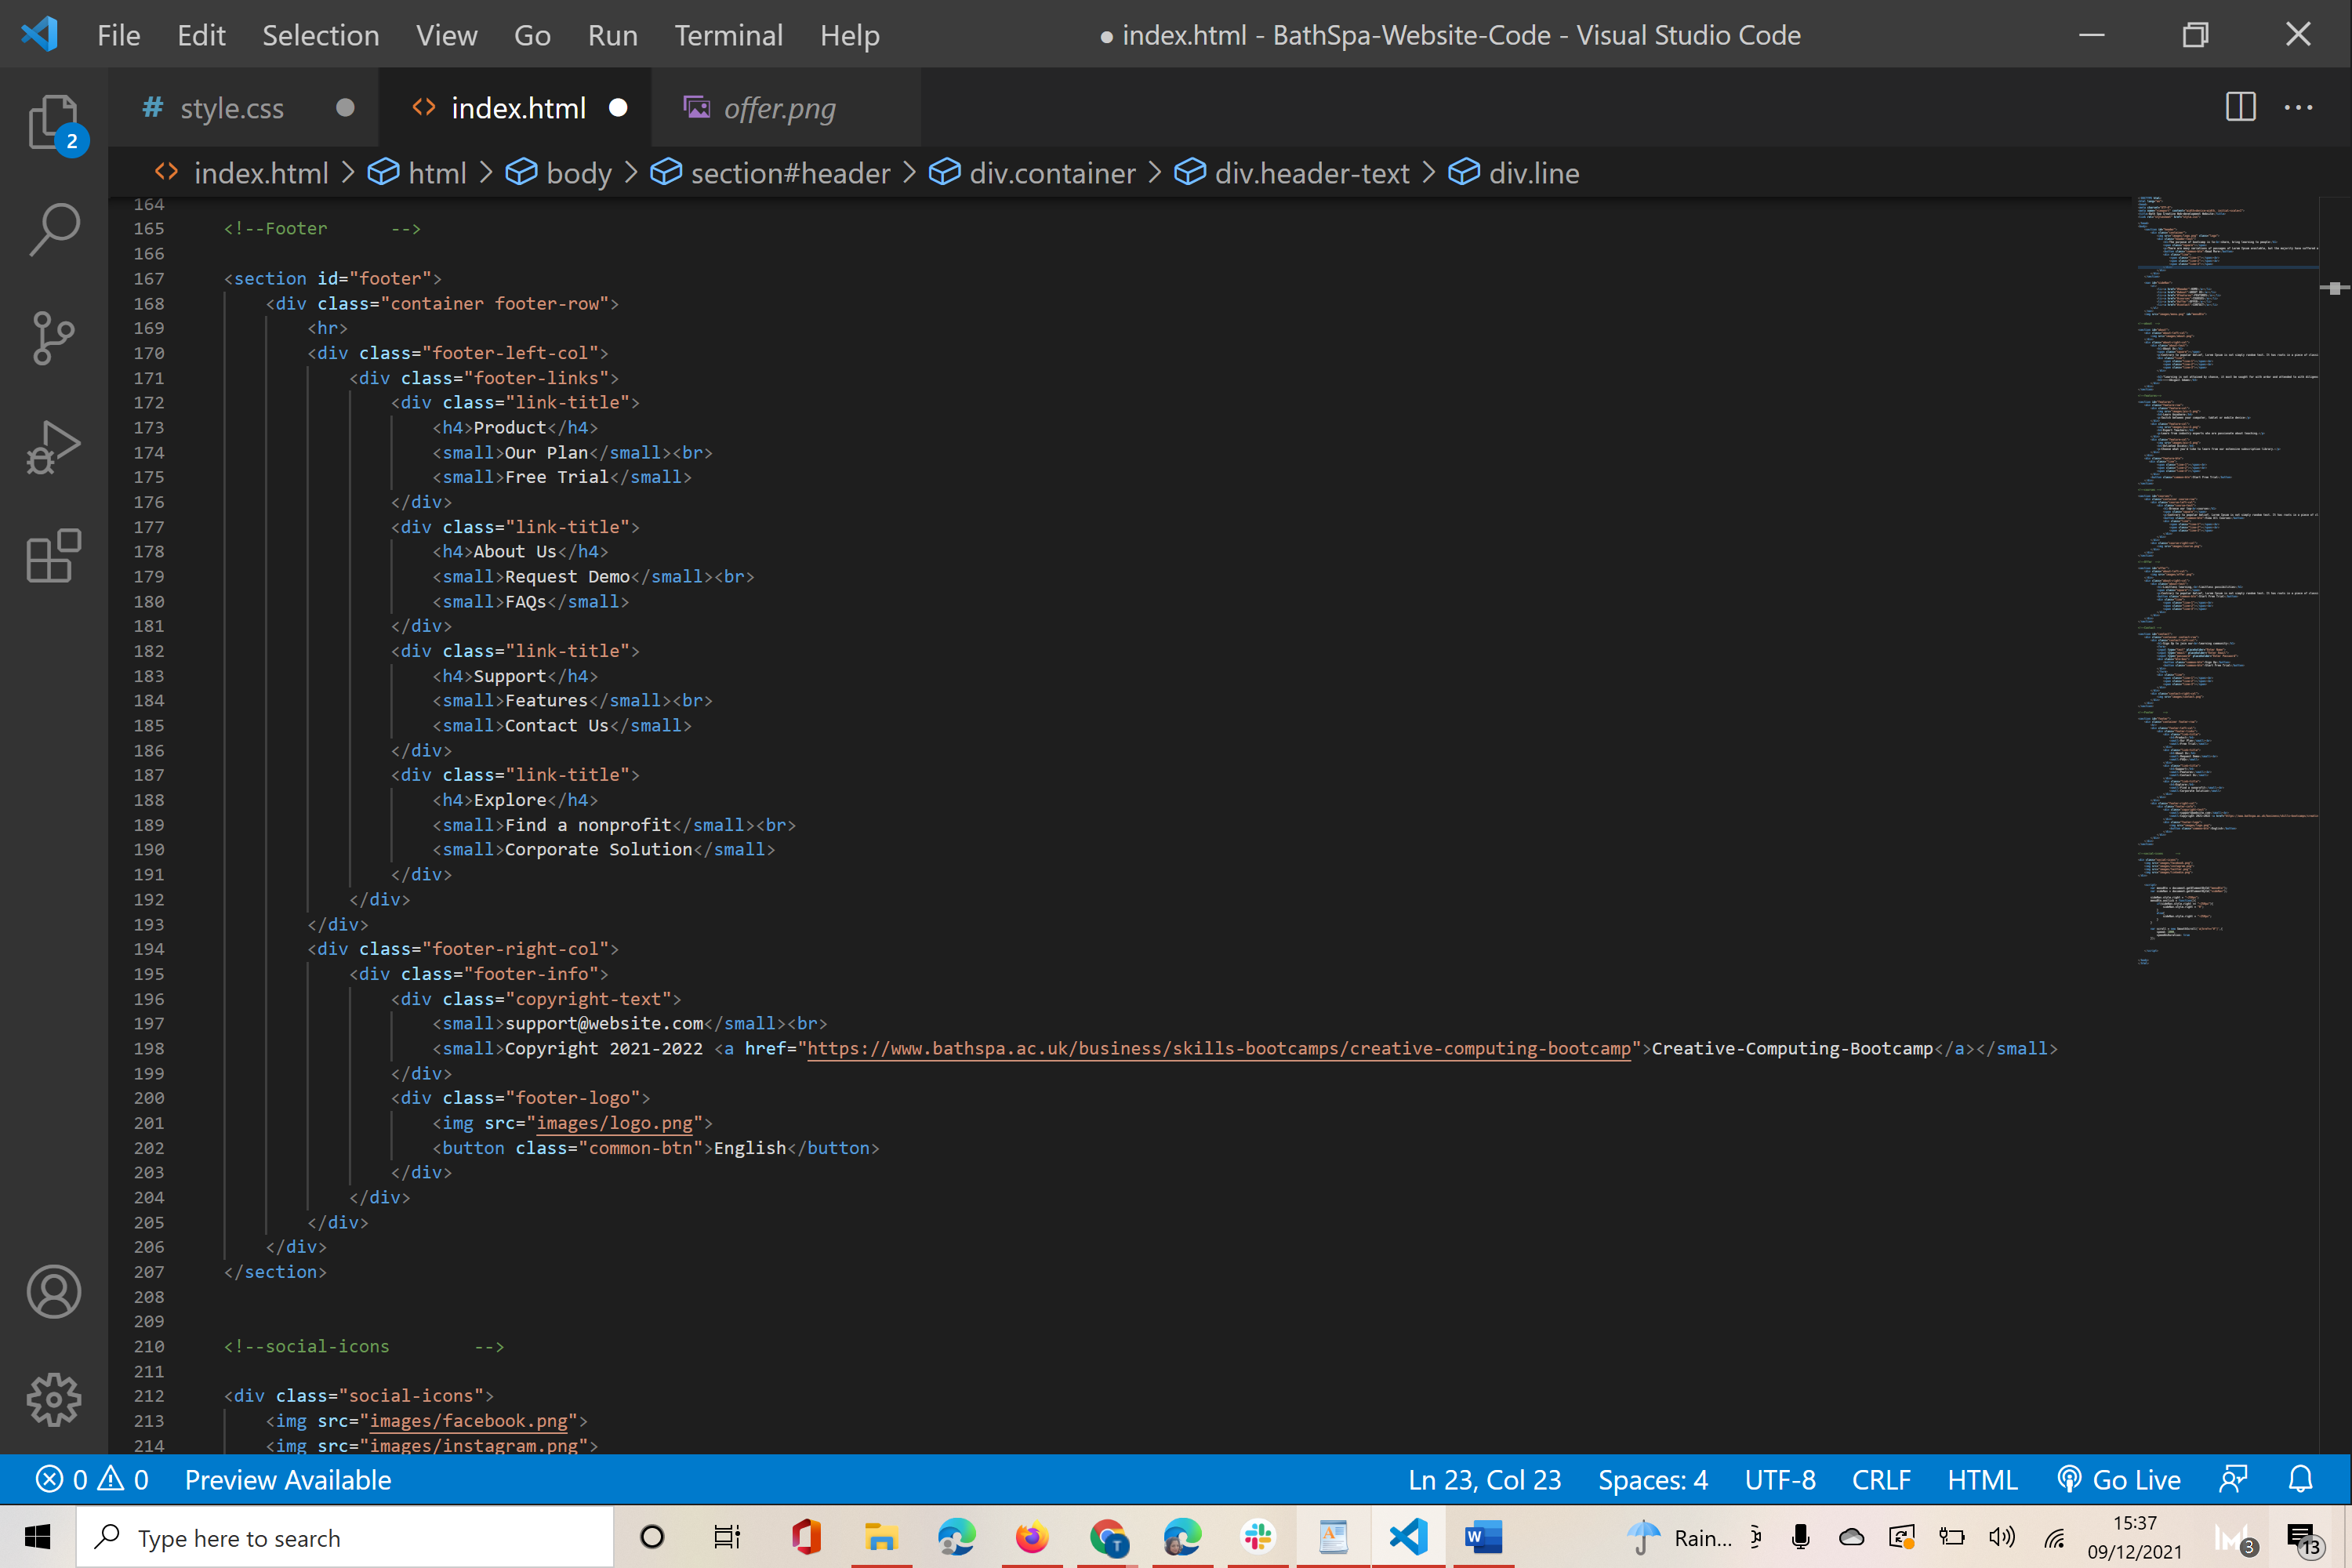 File Edit Selection View Go Run Terminal Help ● index.html - BathSpa-Website-Code - Visual Studio Code
# style.css ● <> index.html ● offer.png
2
<> index.html > html > body > section#header > div.container > div.header-text > div.line
164
165 <!--Footer      -->
166
167 <section id="footer">
168     <div class="container footer-row">
169         <hr>
170         <div class="footer-left-col">
171             <div class="footer-links">
172                 <div class="link-title">
173                     <h4>Product</h4>
174                     <small>Our Plan</small><br>
175                     <small>Free Trial</small>
176                 </div>
177                 <div class="link-title">
178                     <h4>About Us</h4>
179                     <small>Request Demo</small><br>
180                     <small>FAQs</small>
181                 </div>
182                 <div class="link-title">
183                     <h4>Support</h4>
184                     <small>Features</small><br>
185                     <small>Contact Us</small>
186                 </div>
187                 <div class="link-title">
188                     <h4>Explore</h4>
189                     <small>Find a nonprofit</small><br>
190                     <small>Corporate Solution</small>
191                 </div>
192             </div>
193         </div>
194         <div class="footer-right-col">
195             <div class="footer-info">
196                 <div class="copyright-text">
197                     <small>support@website.com</small><br>
198                     <small>Copyright 2021-2022 <a href="https://www.bathspa.ac.uk/business/skills-bootcamps/creative-computing-bootcamp">Creative-Computing-Bootcamp</a></small>
199                 </div>
200                 <div class="footer-logo">
201                     <img src="images/logo.png">
202                     <button class="common-btn">English</button>
203                 </div>
204             </div>
205         </div>
206     </div>
207 </section>
208
209
210 <!--social-icons        -->
211
212 <div class="social-icons">
213     <img src="images/facebook.png">
214     <img src="images/instagram.png">
0 0 Preview Available Ln 23, Col 23 Spaces: 4 UTF-8 CRLF HTML Go Live
Type here to search Rain... 15:37
09/12/2021 3 13